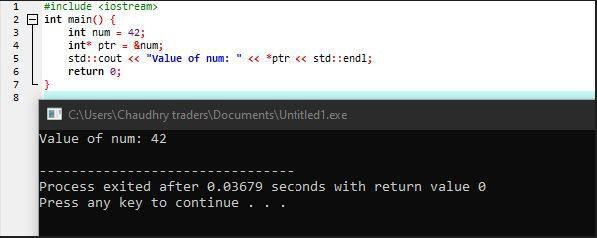 1 #include <iostream>
2 int main() {
3 int num = 42;
4 int* ptr = &num;
5 std::cout << "Value of num: " << *ptr << std::endl;
6 return 0;
7 }
8
C:\Users\Chaudhry traders\Documents\Untitled1.exe
Value of num: 42
--------------------------------
Process exited after 0.03679 seconds with return value 0
Press any key to continue . . .